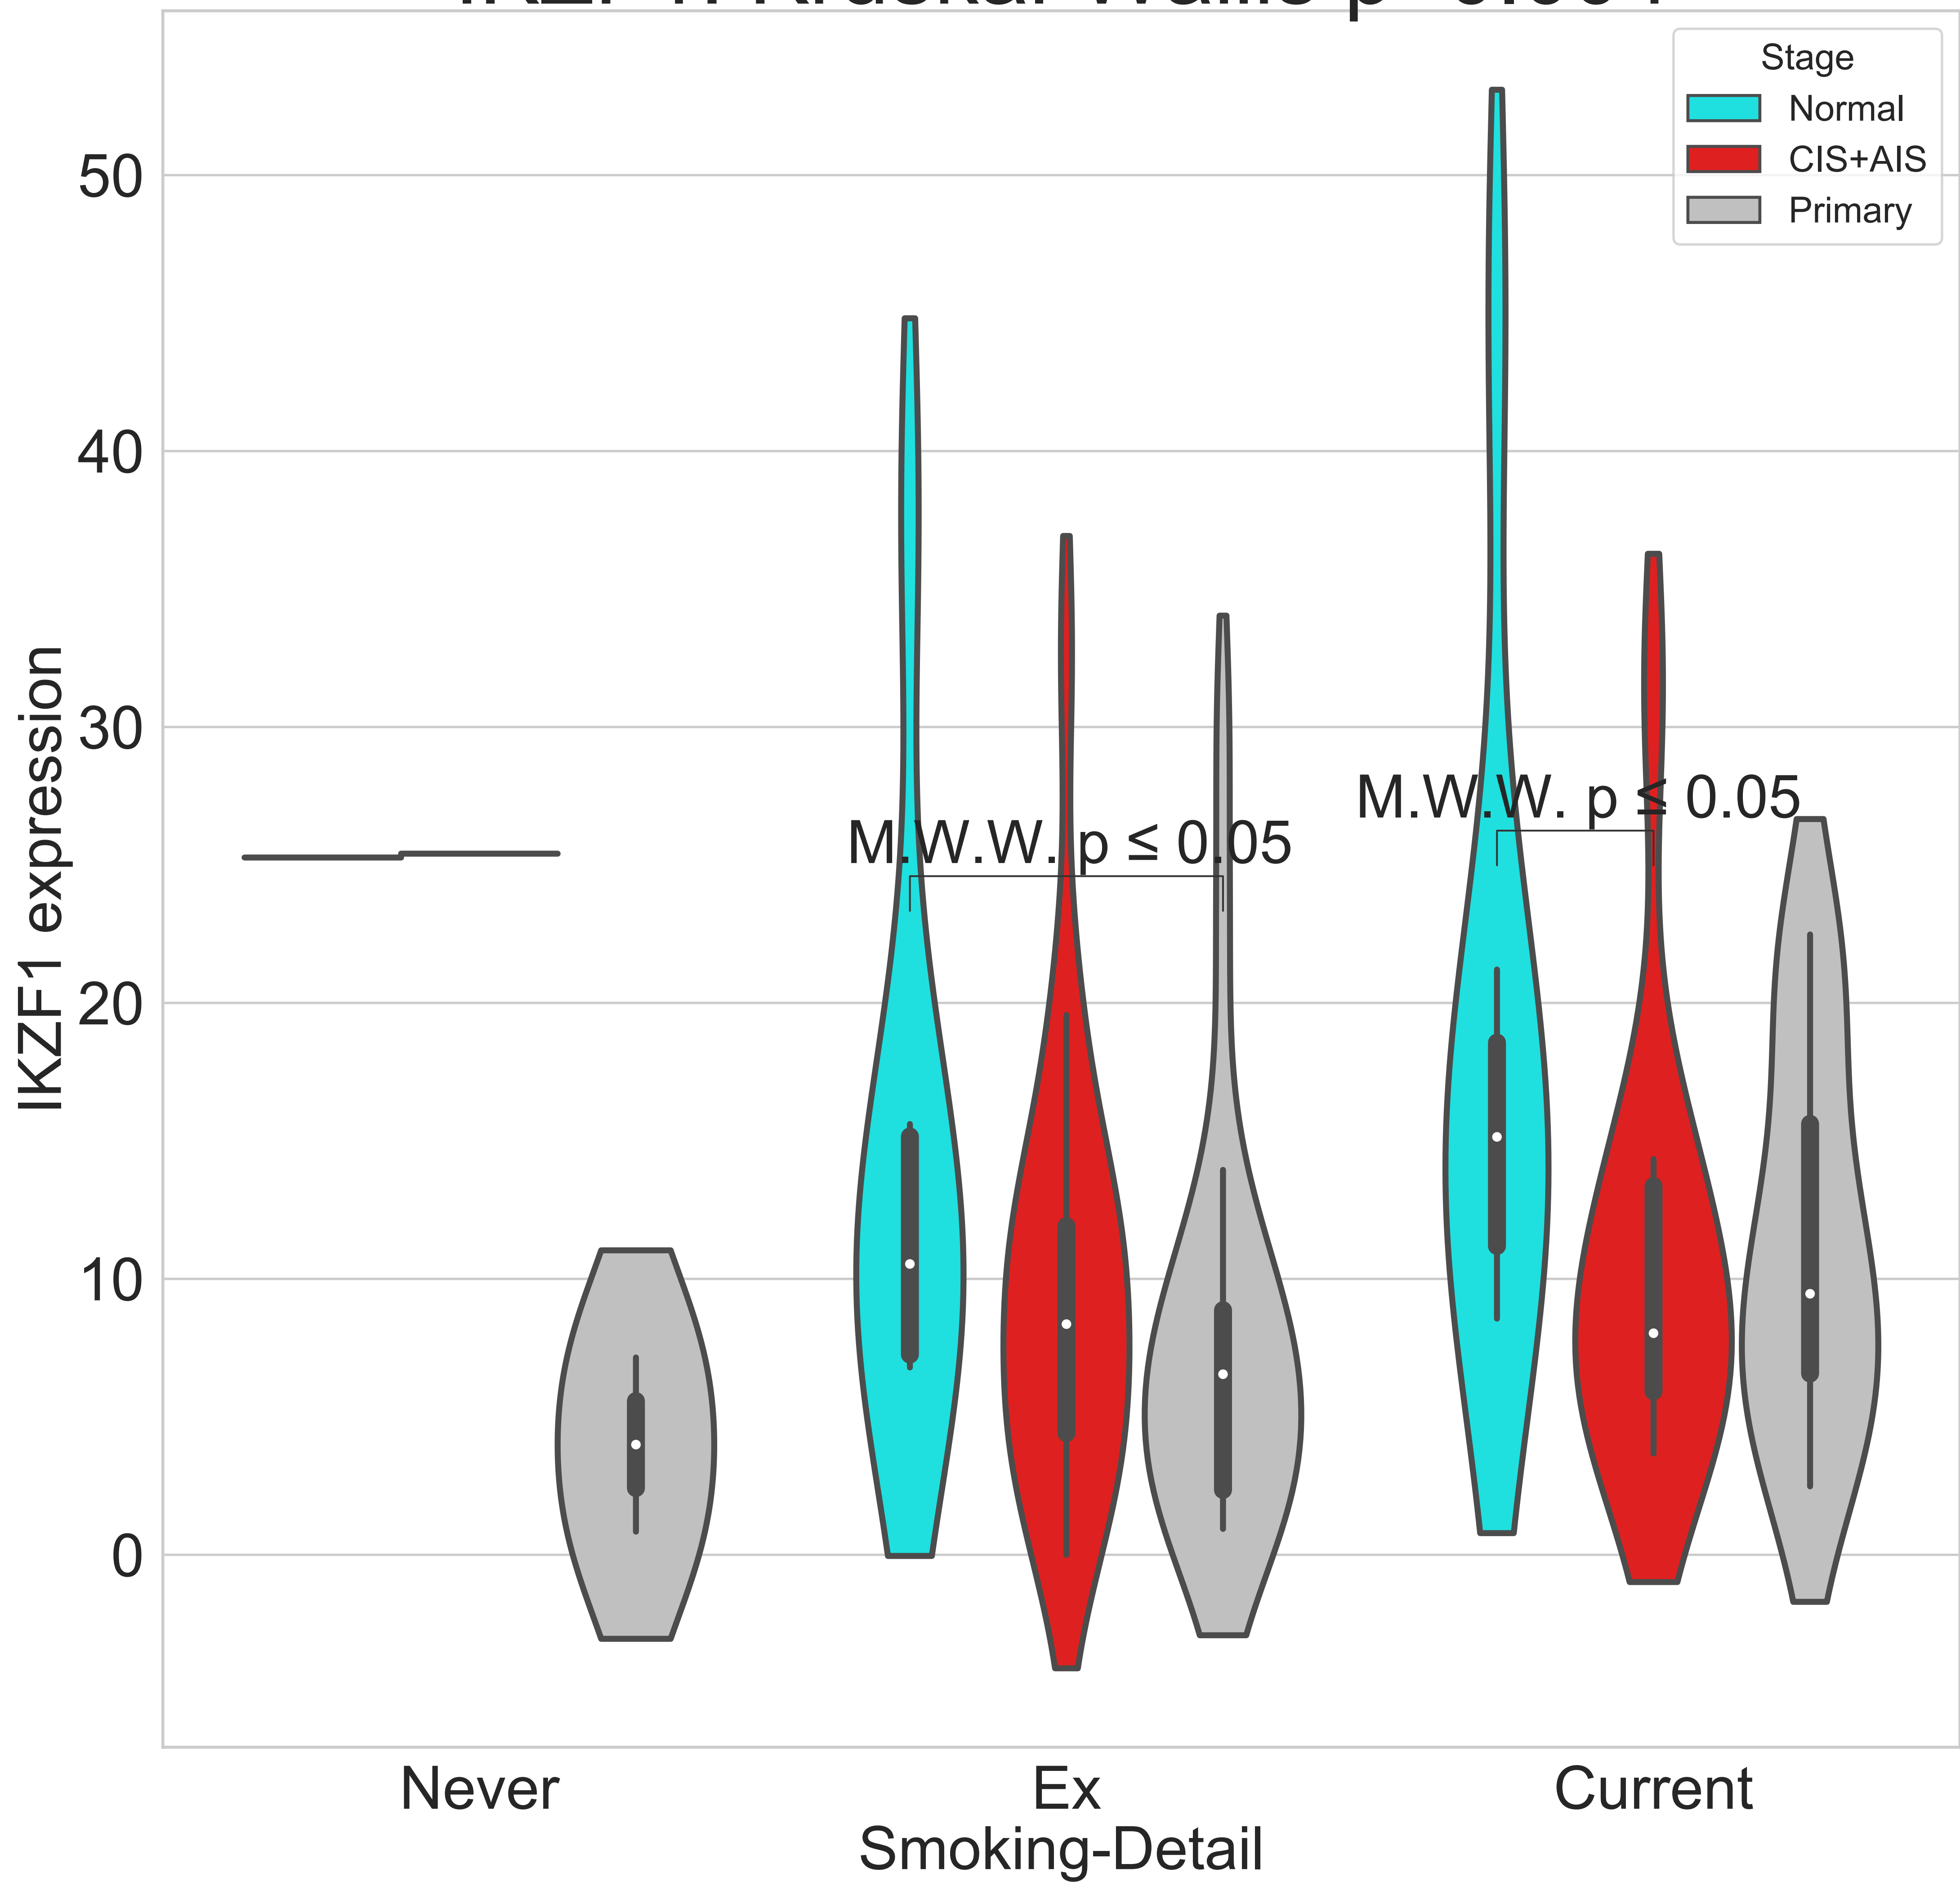 Stage
Normal
CIS+AIS
Primary
50
40
30
20
10
0
IKZF1 expression
M.W.W. p ≤ 0.05
M.W.W. p ≤ 0.05
Never
Ex
Current
Smoking-Detail